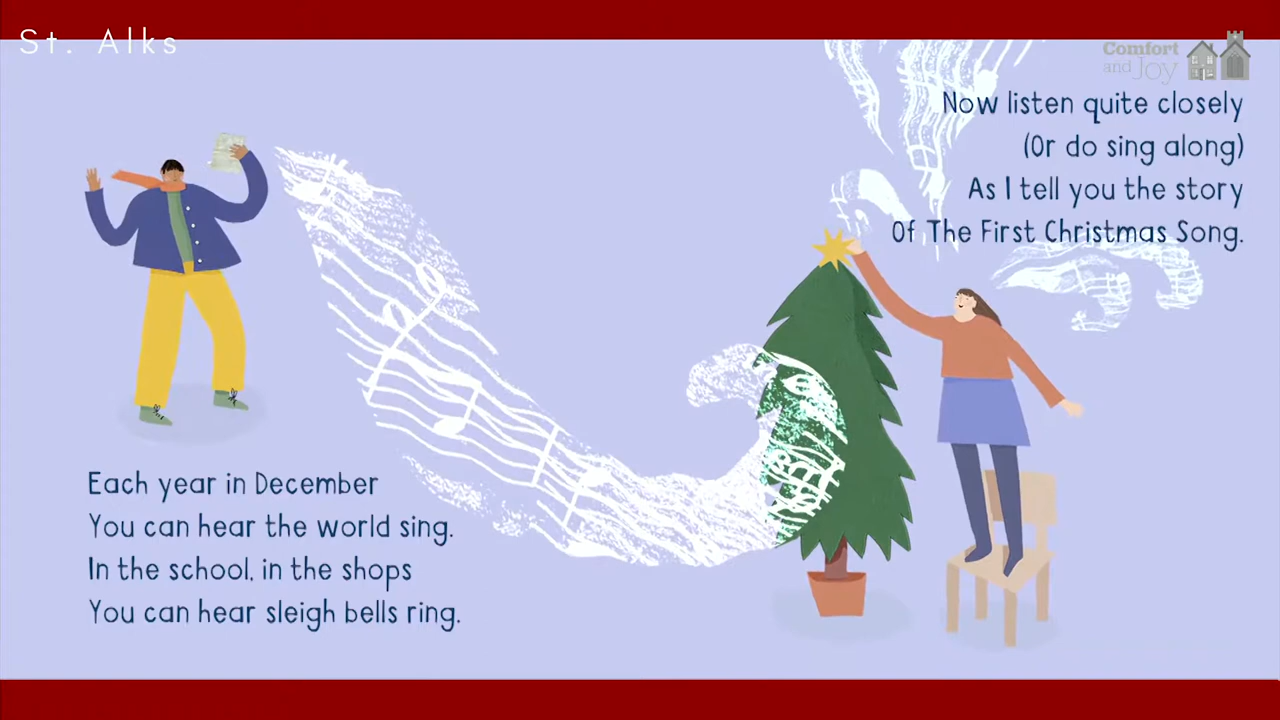 St. Alks
Comfort
and Joy
Each year in December
You can hear the world sing.
In the school, in the shops
You can hear sleigh bells ring.
Now listen quite closely
(Or do sing along)
As I tell you the story
Of The First Christmas Song.